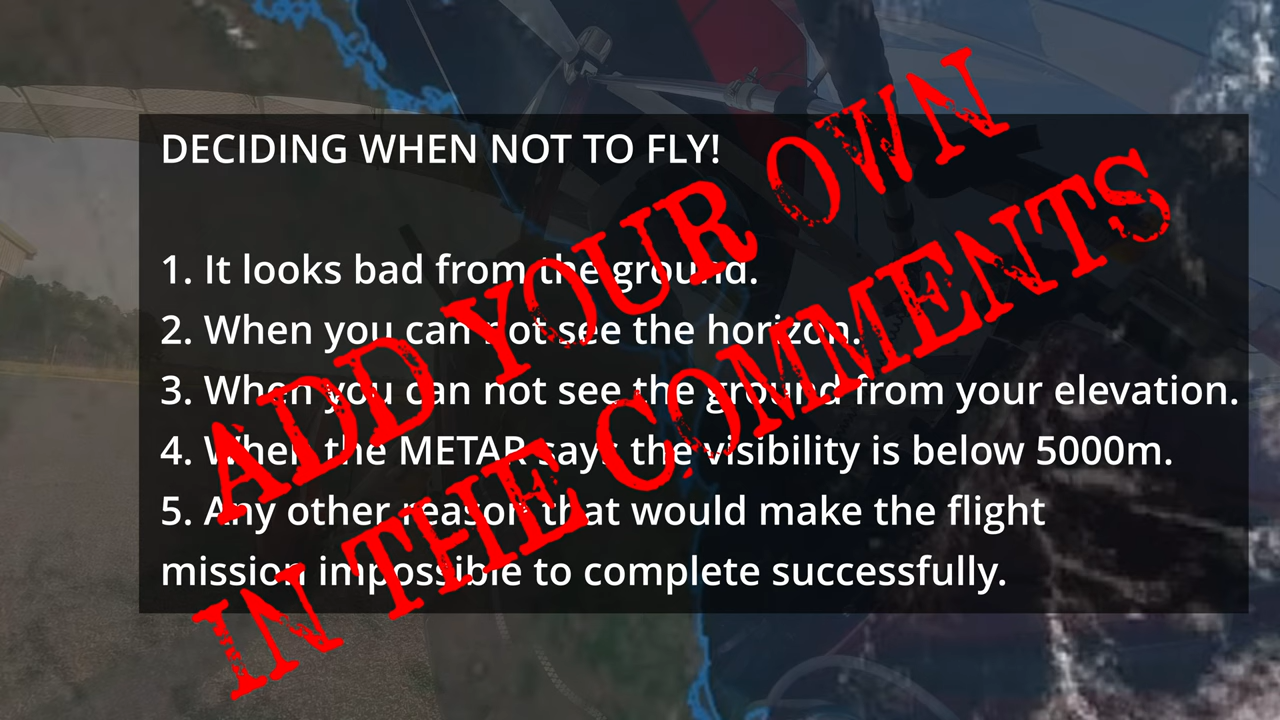 DECIDING WHEN NOT TO FLY!
1. It looks bad from the ground.
2. When you can not see the horizon.
3. When you can not see the ground from your elevation.
4. When the METAR says the visibility is below 5000m.
5. Any other reason that would make the flight
mission impossible to complete successfully.
ADD YOUR OWN
IN THE COMMENTS